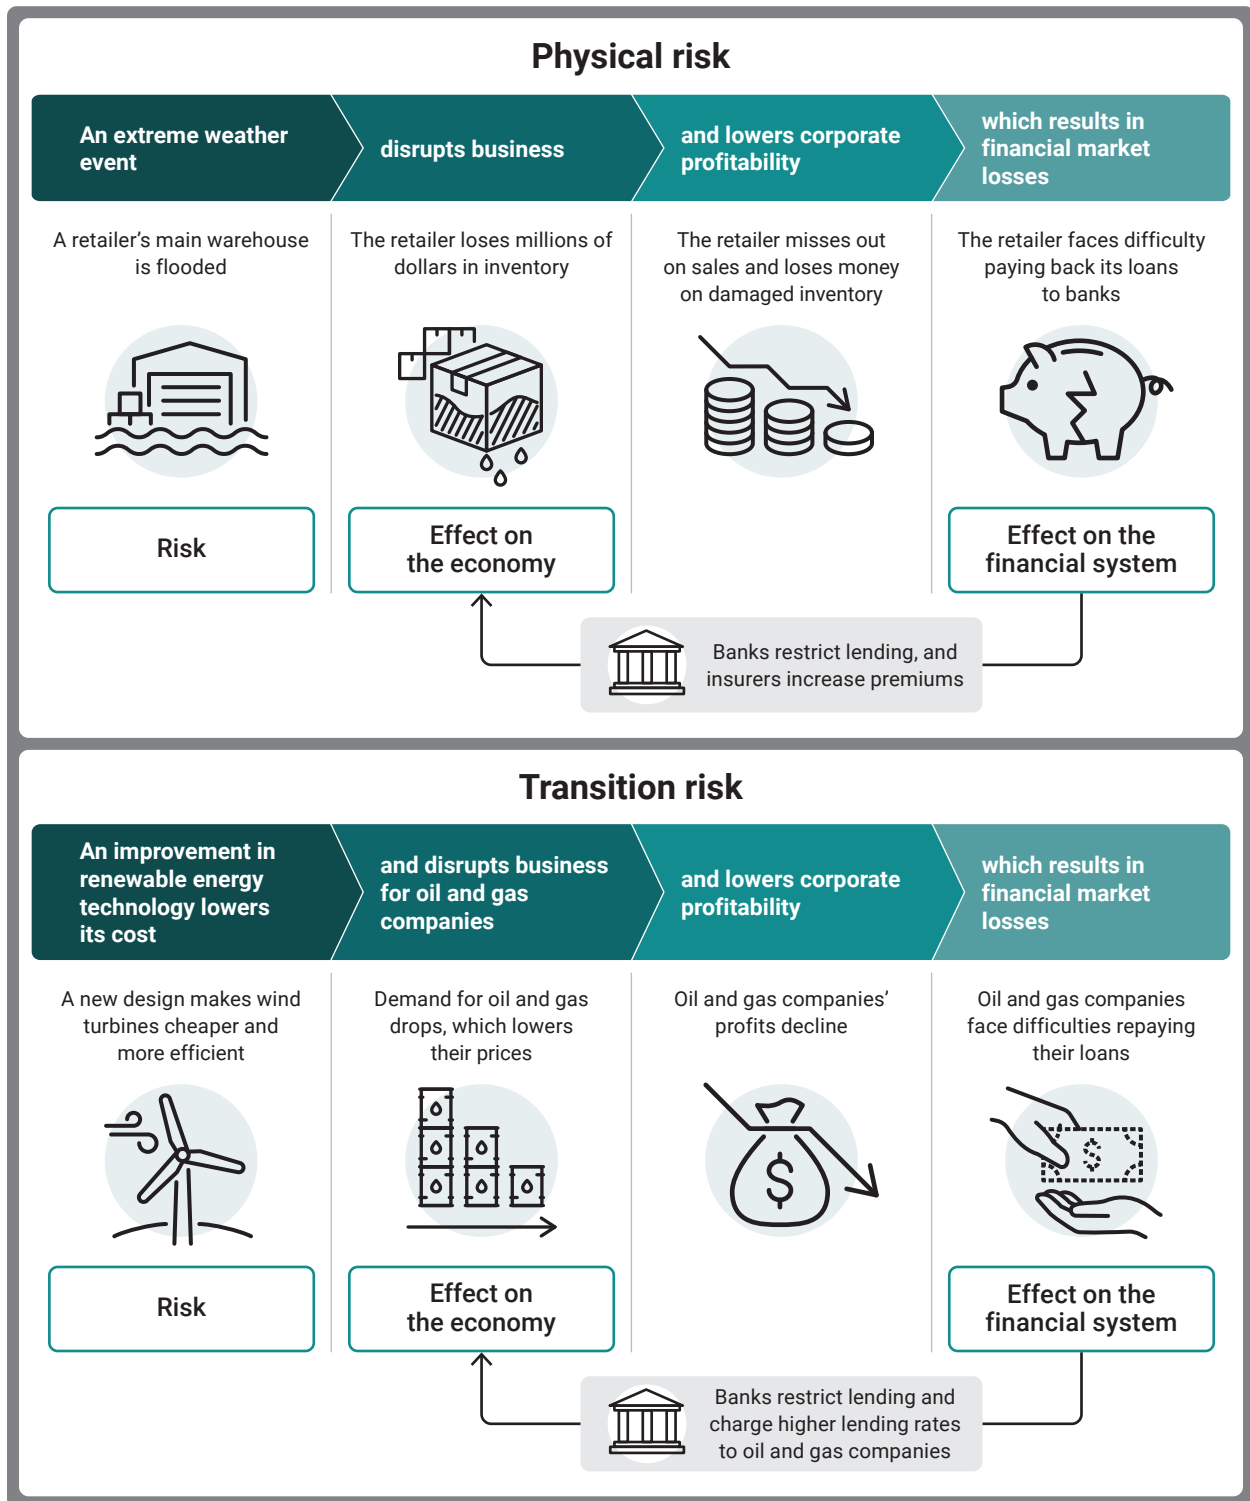 Physical risk
An extreme weather
event
disrupts business
and lowers corporate
profitability
which results in
financial market
losses
A retailer’s main warehouse
is flooded
The retailer loses millions of
dollars in inventory
The retailer misses out
on sales and loses money
on damaged inventory
The retailer faces difficulty
paying back its loans
to banks
Risk
Effect on
the economy
Effect on the
financial system
Banks restrict lending, and
insurers increase premiums
Transition risk
An improvement in
renewable energy
technology lowers
its cost
and disrupts business
for oil and gas
companies
and lowers corporate
profitability
which results in
financial market
losses
A new design makes wind
turbines cheaper and
more efficient
Demand for oil and gas
drops, which lowers
their prices
Oil and gas companies’
profits decline
Oil and gas companies
face difficulties repaying
their loans
$
$
Risk
Effect on
the economy
Effect on the
financial system
Banks restrict lending and
charge higher lending rates
to oil and gas companies